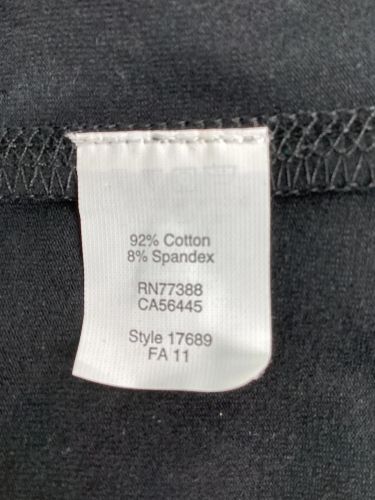 92% Cotton
8% Spandex
RN77388
CA56445
Style 17689
FA 11